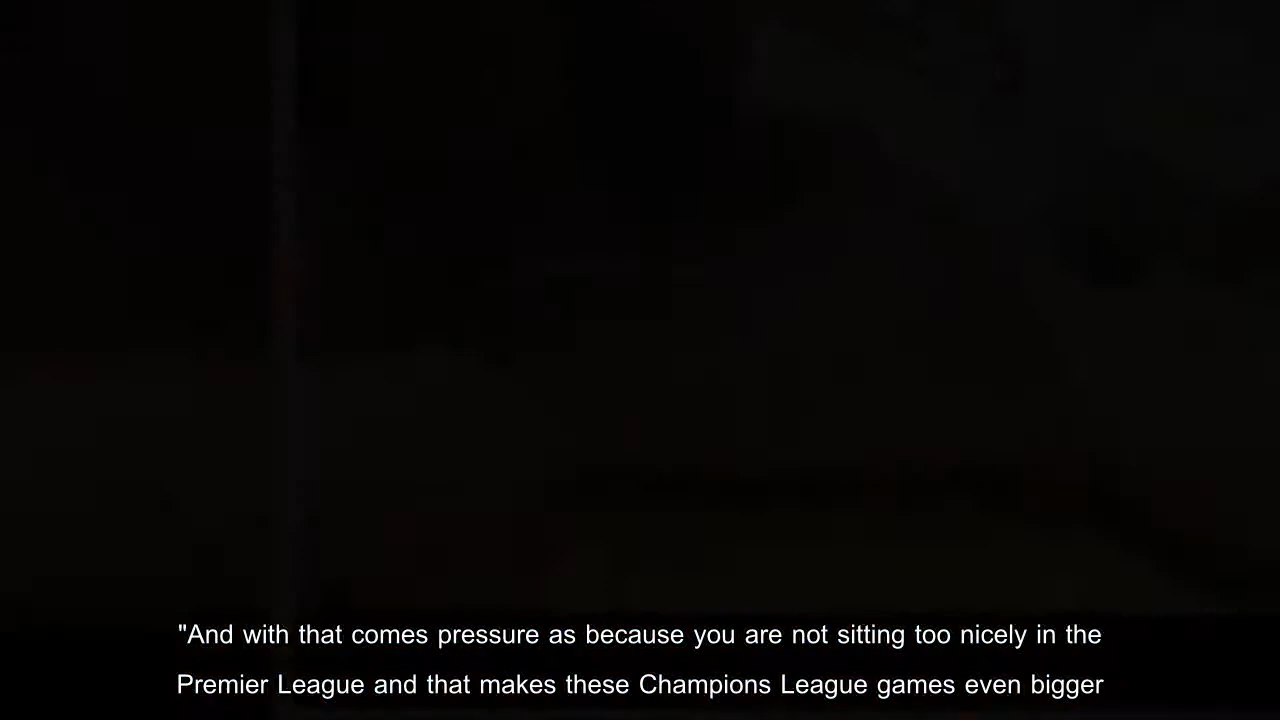 "And with that comes pressure as because you are not sitting too nicely in the
Premier League and that makes these Champions League games even bigger